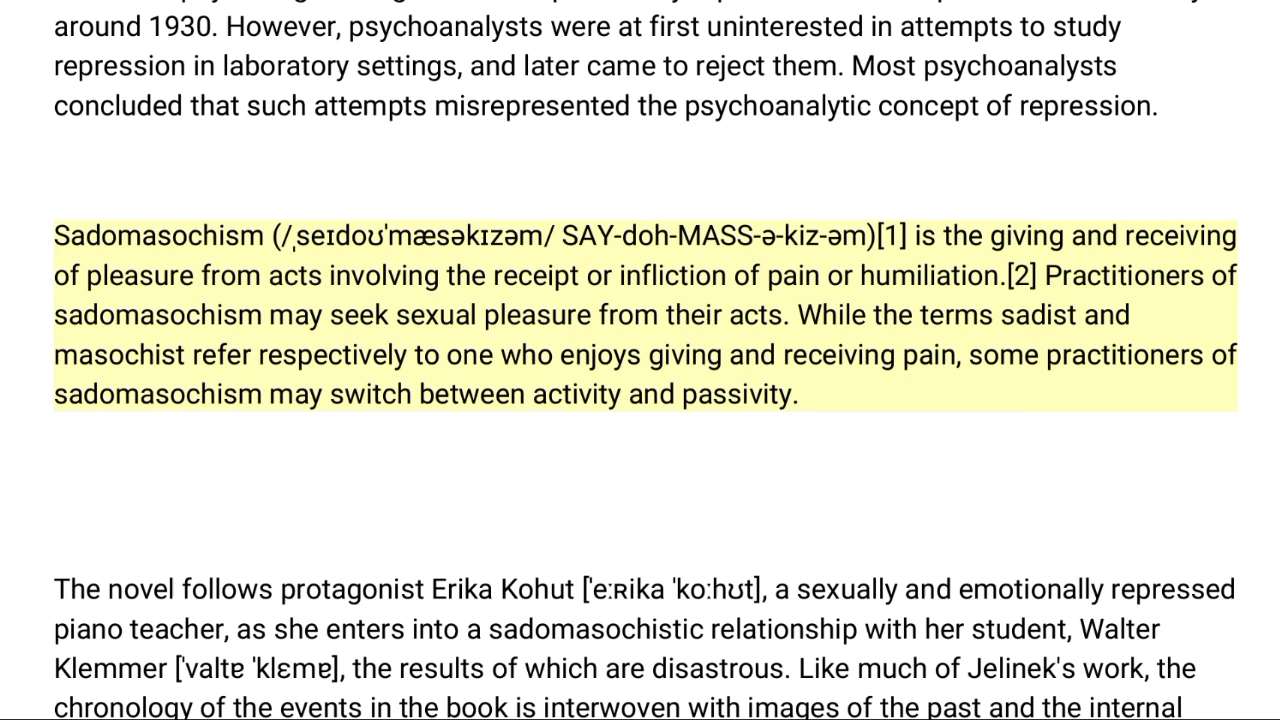 around 1930. However, psychoanalysts were at first uninterested in attempts to study
repression in laboratory settings, and later came to reject them. Most psychoanalysts
concluded that such attempts misrepresented the psychoanalytic concept of repression.
Sadomasochism (/ˌseɪdoʊˈmæsəkɪzəm/ SAY-doh-MASS-ə-kiz-əm)[1] is the giving and receiving
of pleasure from acts involving the receipt or infliction of pain or humiliation.[2] Practitioners of
sadomasochism may seek sexual pleasure from their acts. While the terms sadist and
masochist refer respectively to one who enjoys giving and receiving pain, some practitioners of
sadomasochism may switch between activity and passivity.
The novel follows protagonist Erika Kohut [ˈeːʀika ˈkoːhʊt], a sexually and emotionally repressed
piano teacher, as she enters into a sadomasochistic relationship with her student, Walter
Klemmer [ˈvaltɐ ˈklɛmɐ], the results of which are disastrous. Like much of Jelinek's work, the
chronology of the events in the book is interwoven with images of the past and the internal